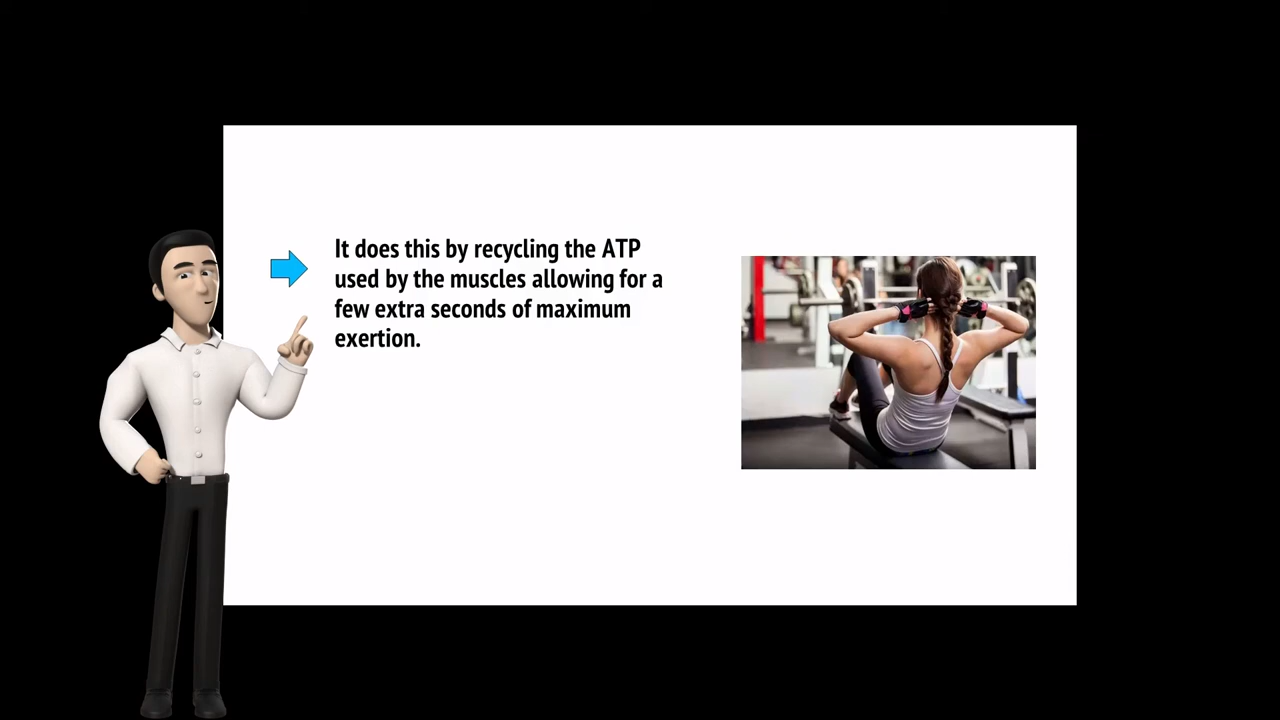 It does this by recycling the ATP
used by the muscles allowing for a
few extra seconds of maximum
exertion.